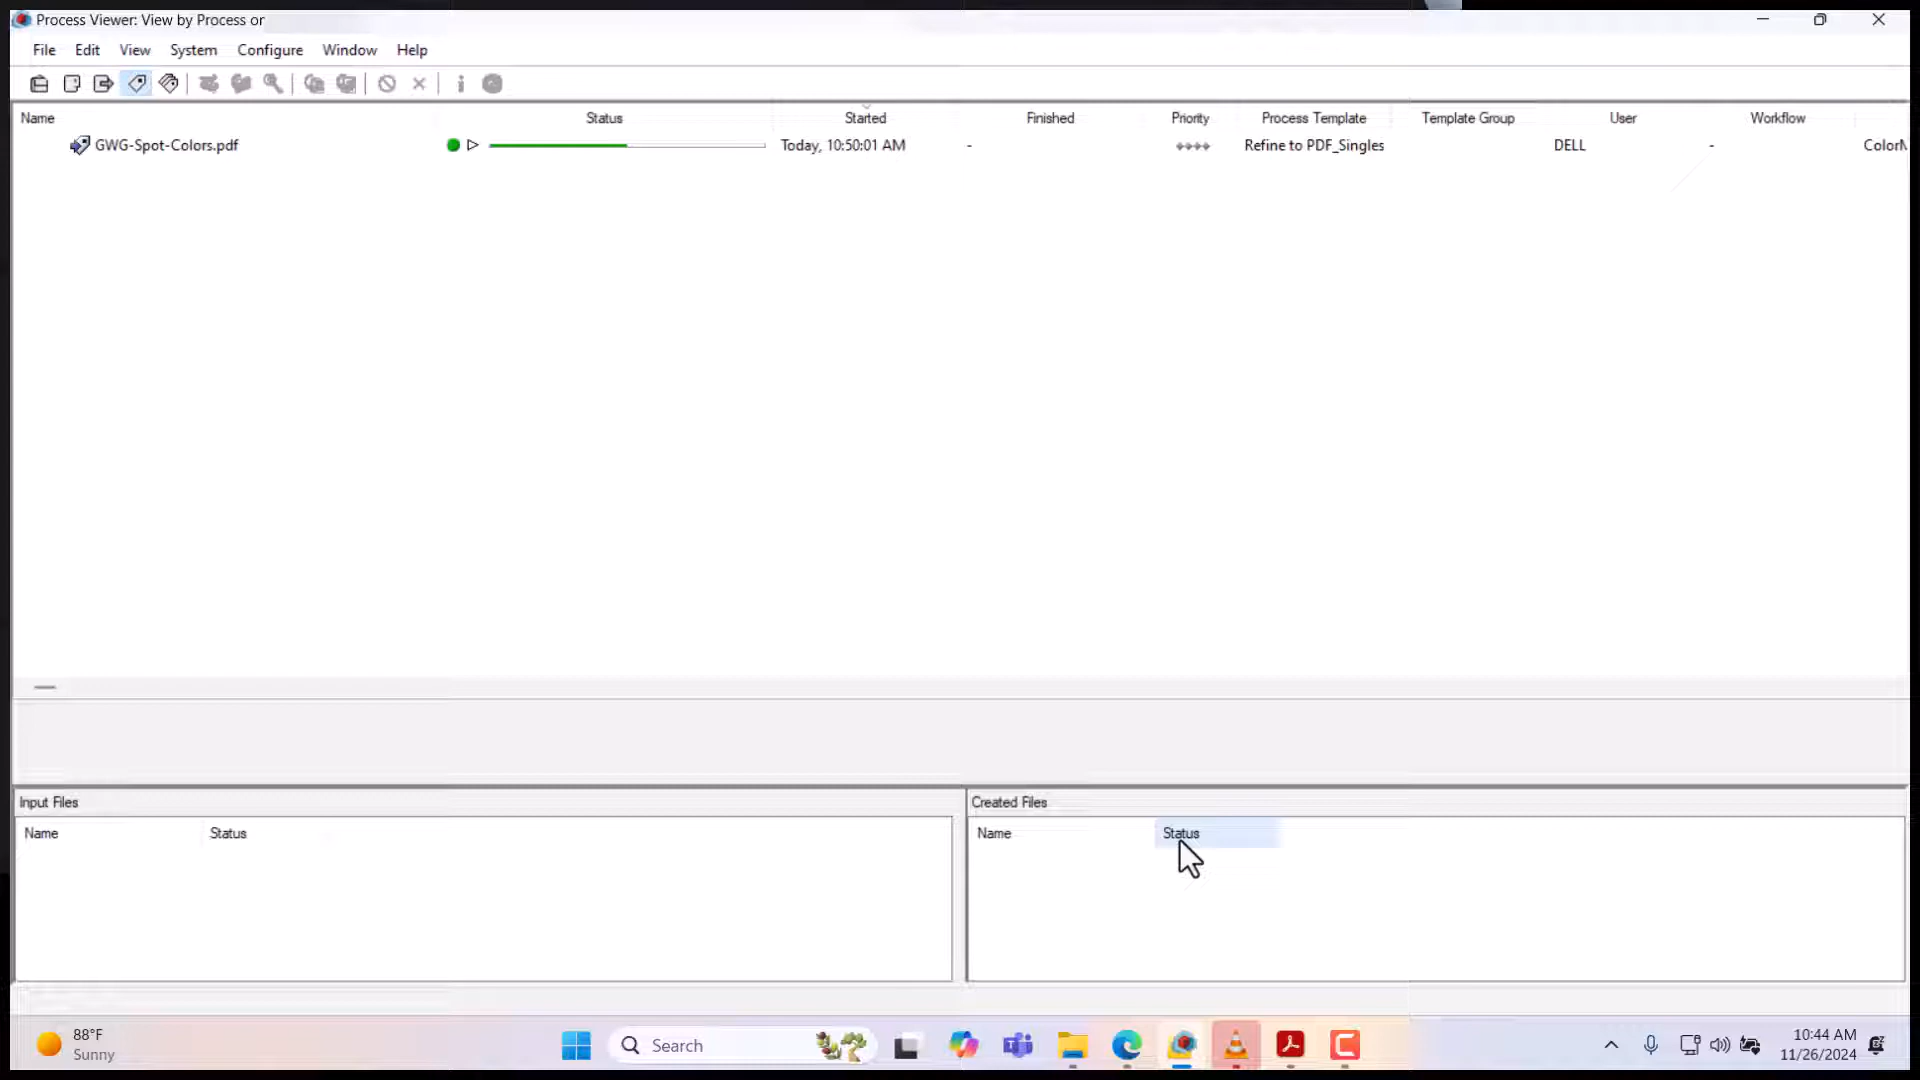 Process Viewer: View by Process or
File Edit View System Configure Window Help
Name Status Started Finished Priority Process Template Template Group User Workflow
GWG-Spot-Colors.pdf Today, 10:50:01 AM - Refine to PDF_Singles DELL - ColorM
Input Files Created Files
Name Status Name Status
88°F
Sunny
Search
10:44 AM
11/26/2024